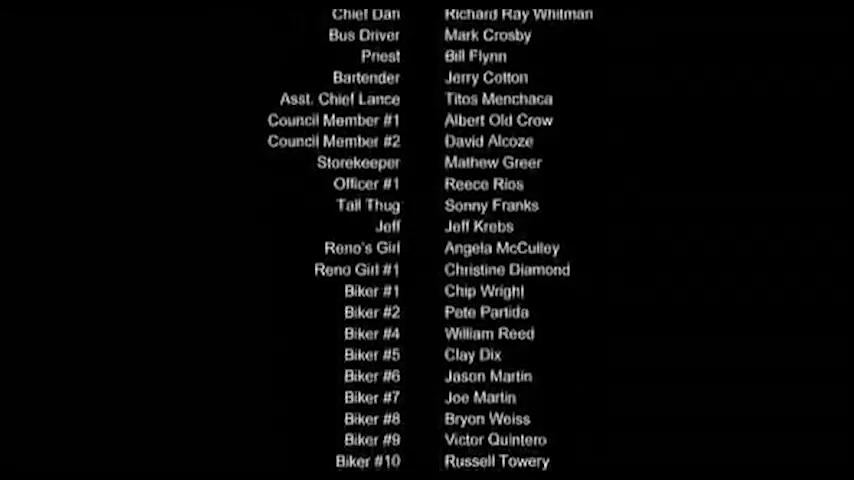 Chief Dan Richard Ray Whitman
Bus Driver Mark Crosby
Priest Bill Flynn
Bartender Jerry Cotton
Asst. Chief Lance Titos Menchaca
Council Member #1 Albert Old Crow
Council Member #2 David Alcoze
Storekeeper Mathew Greer
Officer #1 Reece Rios
Tall Thug Sonny Franks
Jeff Jeff Krebs
Reno's Girl Angela McCulley
Reno Girl #1 Christine Diamond
Biker #1 Chip Wright
Biker #2 Pete Partida
Biker #4 William Reed
Biker #5 Clay Dix
Biker #6 Jason Martin
Biker #7 Joe Martin
Biker #8 Bryon Weiss
Biker #9 Victor Quintero
Biker #10 Russell Towery